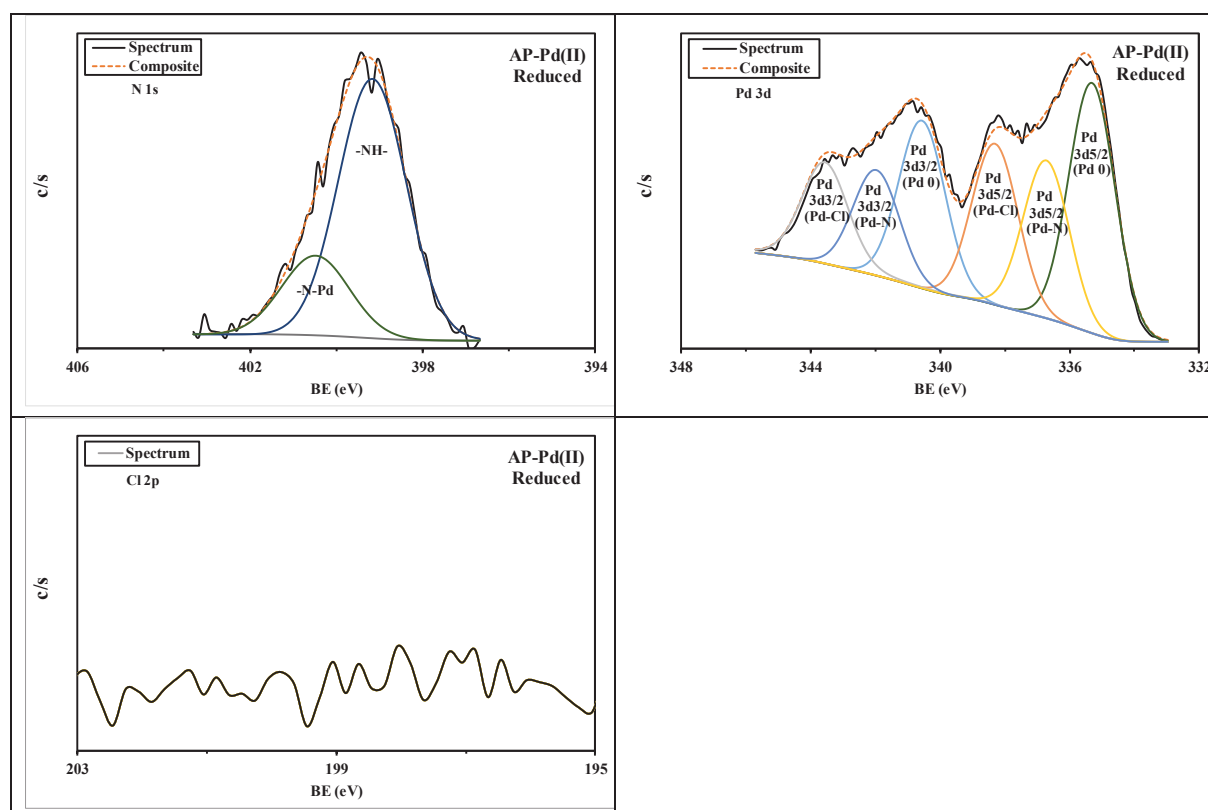 Spectrum
Composite
N 1s
AP-Pd(II)
Reduced
-NH-
-N-Pd
c/s
406
402
398
394
BE (eV)
Spectrum
Composite
Pd 3d
AP-Pd(II)
Reduced
Pd
3d3/2
(Pd-Cl)
Pd
3d3/2
(Pd-N)
Pd
3d3/2
(Pd 0)
Pd
3d5/2
(Pd-Cl)
Pd
3d5/2
(Pd-N)
Pd
3d5/2
(Pd 0)
c/s
348
344
340
336
332
BE (eV)
Spectrum
Cl 2p
AP-Pd(II)
Reduced
c/s
203
199
195
BE (eV)